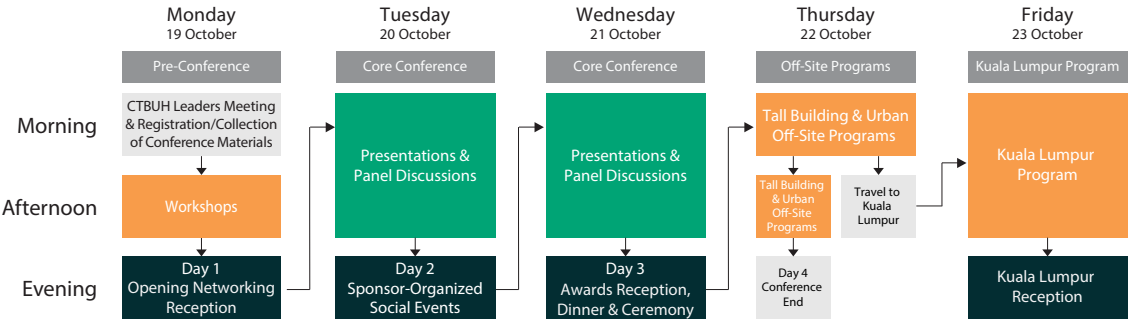 Monday
19 October
Tuesday
20 October
Wednesday
21 October
Thursday
22 October
Friday
23 October
Pre-Conference
Core Conference
Core Conference
Off-Site Programs
Kuala Lumpur Program
Morning
CTBUH Leaders Meeting
& Registration/Collection
of Conference Materials
Presentations &
Panel Discussions
Presentations &
Panel Discussions
Tall Building & Urban
Off-Site Programs
Kuala Lumpur
Program
Afternoon
Workshops
Tall Building
& Urban
Off-Site
Programs
Travel to
Kuala
Lumpur
Evening
Day 1
Opening Networking
Reception
Day 2
Sponsor-Organized
Social Events
Day 3
Awards Reception,
Dinner & Ceremony
Day 4
Conference
End
Kuala Lumpur
Reception